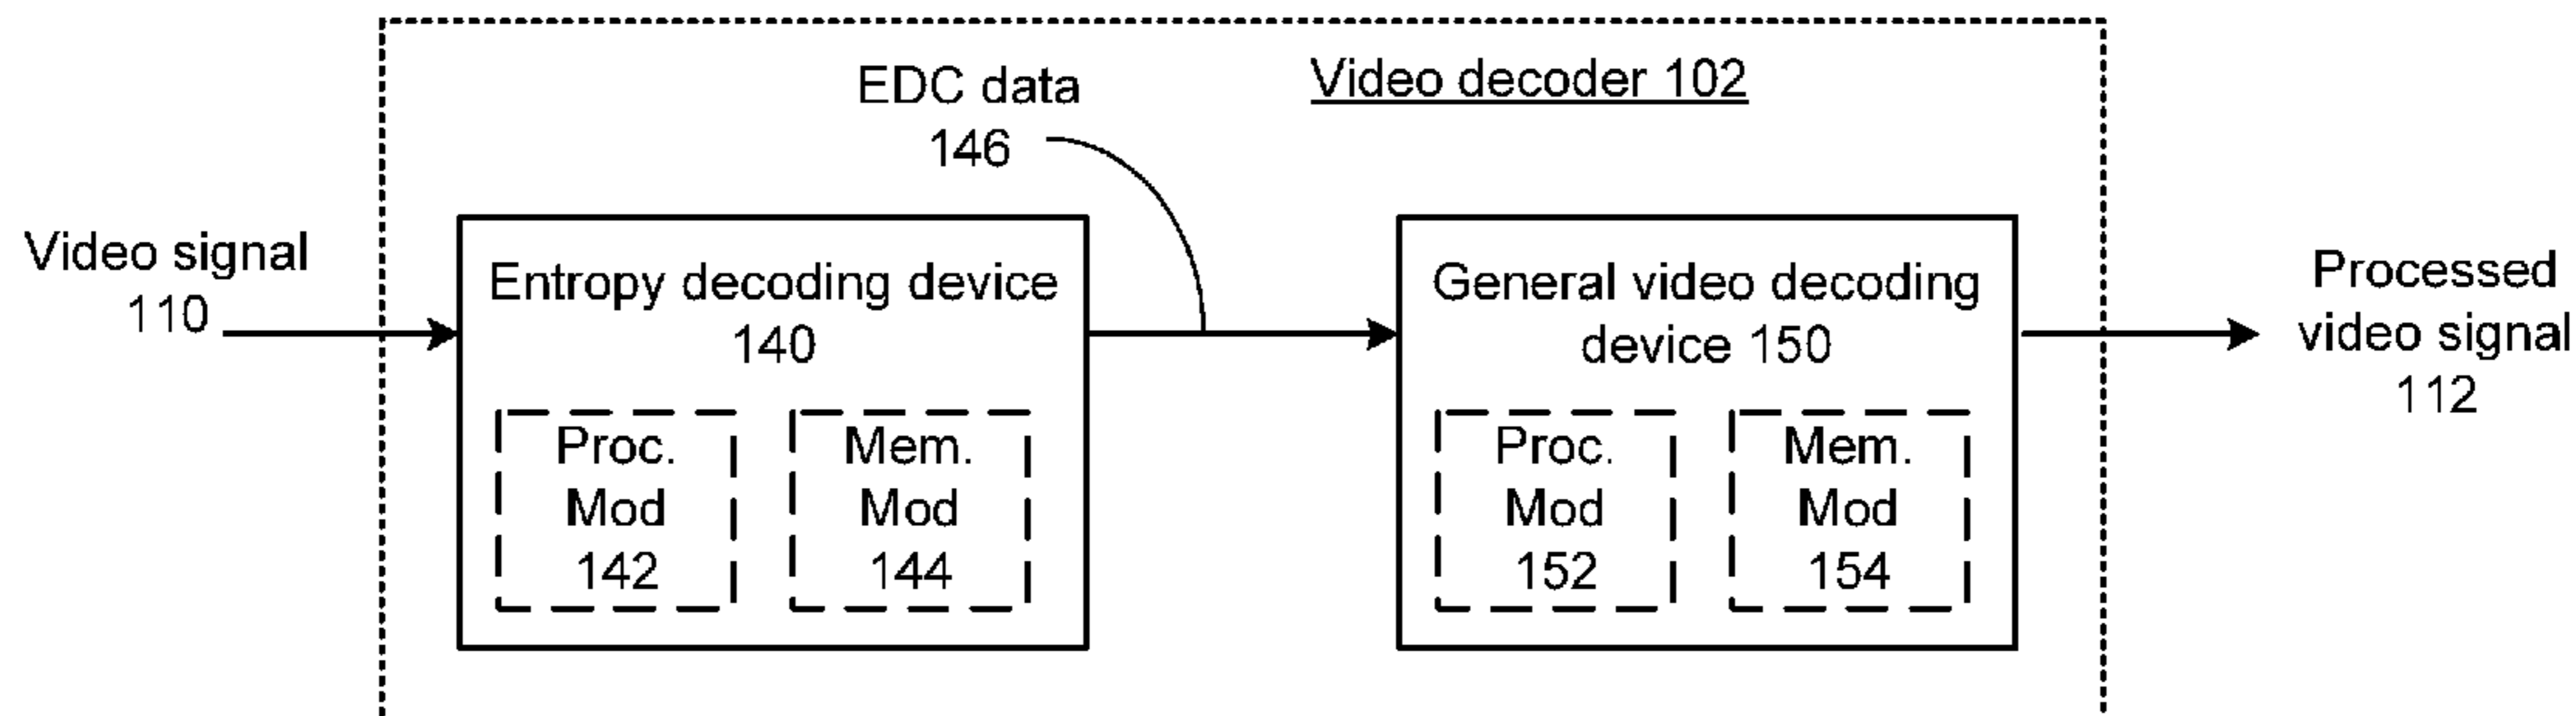 EDC data
146
Video decoder 102
Video signal
110
Entropy decoding device
140
Proc.
Mod
142
Mem.
Mod
144
General video decoding
device 150
Proc.
Mod
152
Mem.
Mod
154
Processed
video signal
112